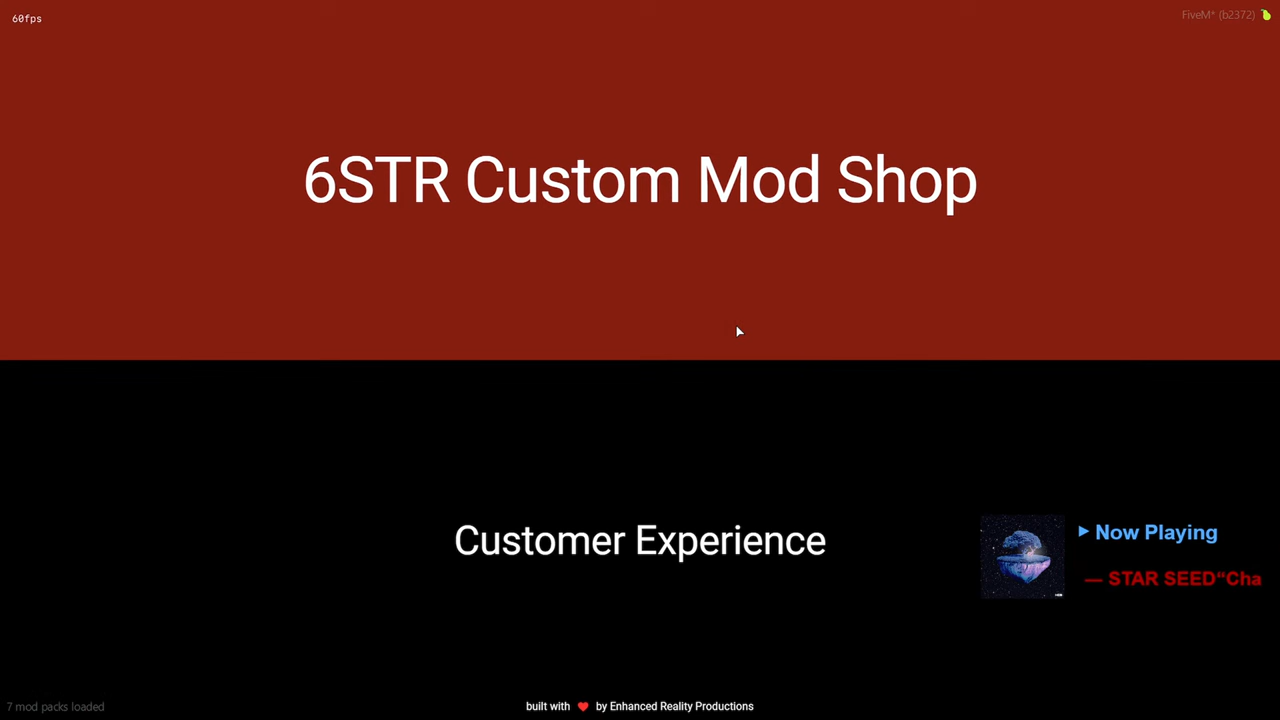 60fps
FiveM* (b2372)
6STR Custom Mod Shop
Customer Experience
Now Playing
— STAR SEED“Cha
7 mod packs loaded
built with ❤ by Enhanced Reality Productions